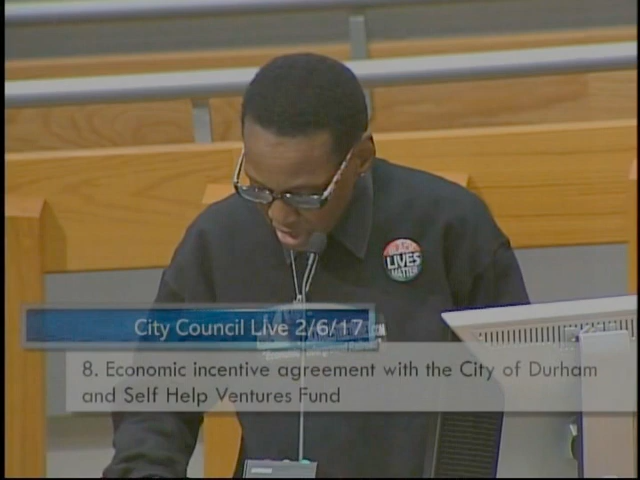 LIVES
MATTER
City Council Live 2/6/17
8. Economic incentive agreement with the City of Durham
and Self Help Ventures Fund